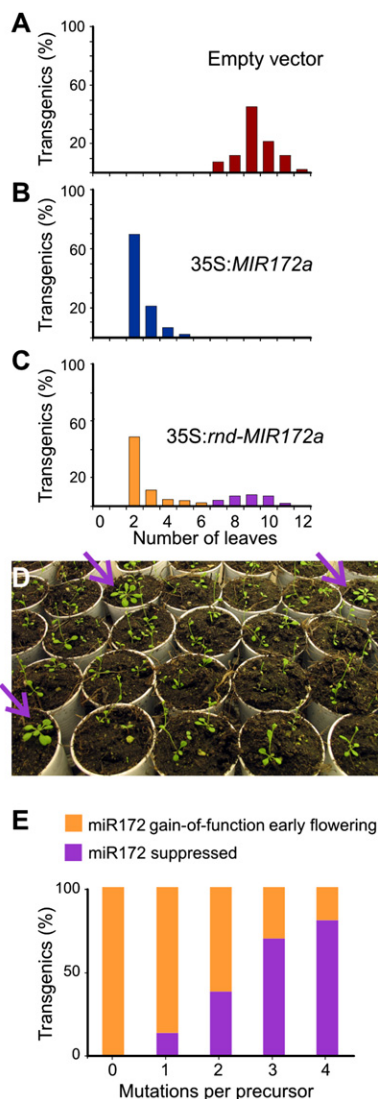 A
Transgenics (%)
100
60
20
Empty vector
B
Transgenics (%)
100
60
20
35S:MIR172a
C
Transgenics (%)
100
60
20
35S:rnd-MIR172a
0 2 4 6 8 10 12
Number of leaves
D
E
miR172 gain-of-function early flowering
miR172 suppressed
Transgenics (%)
100
50
0
0 1 2 3 4
Mutations per precursor